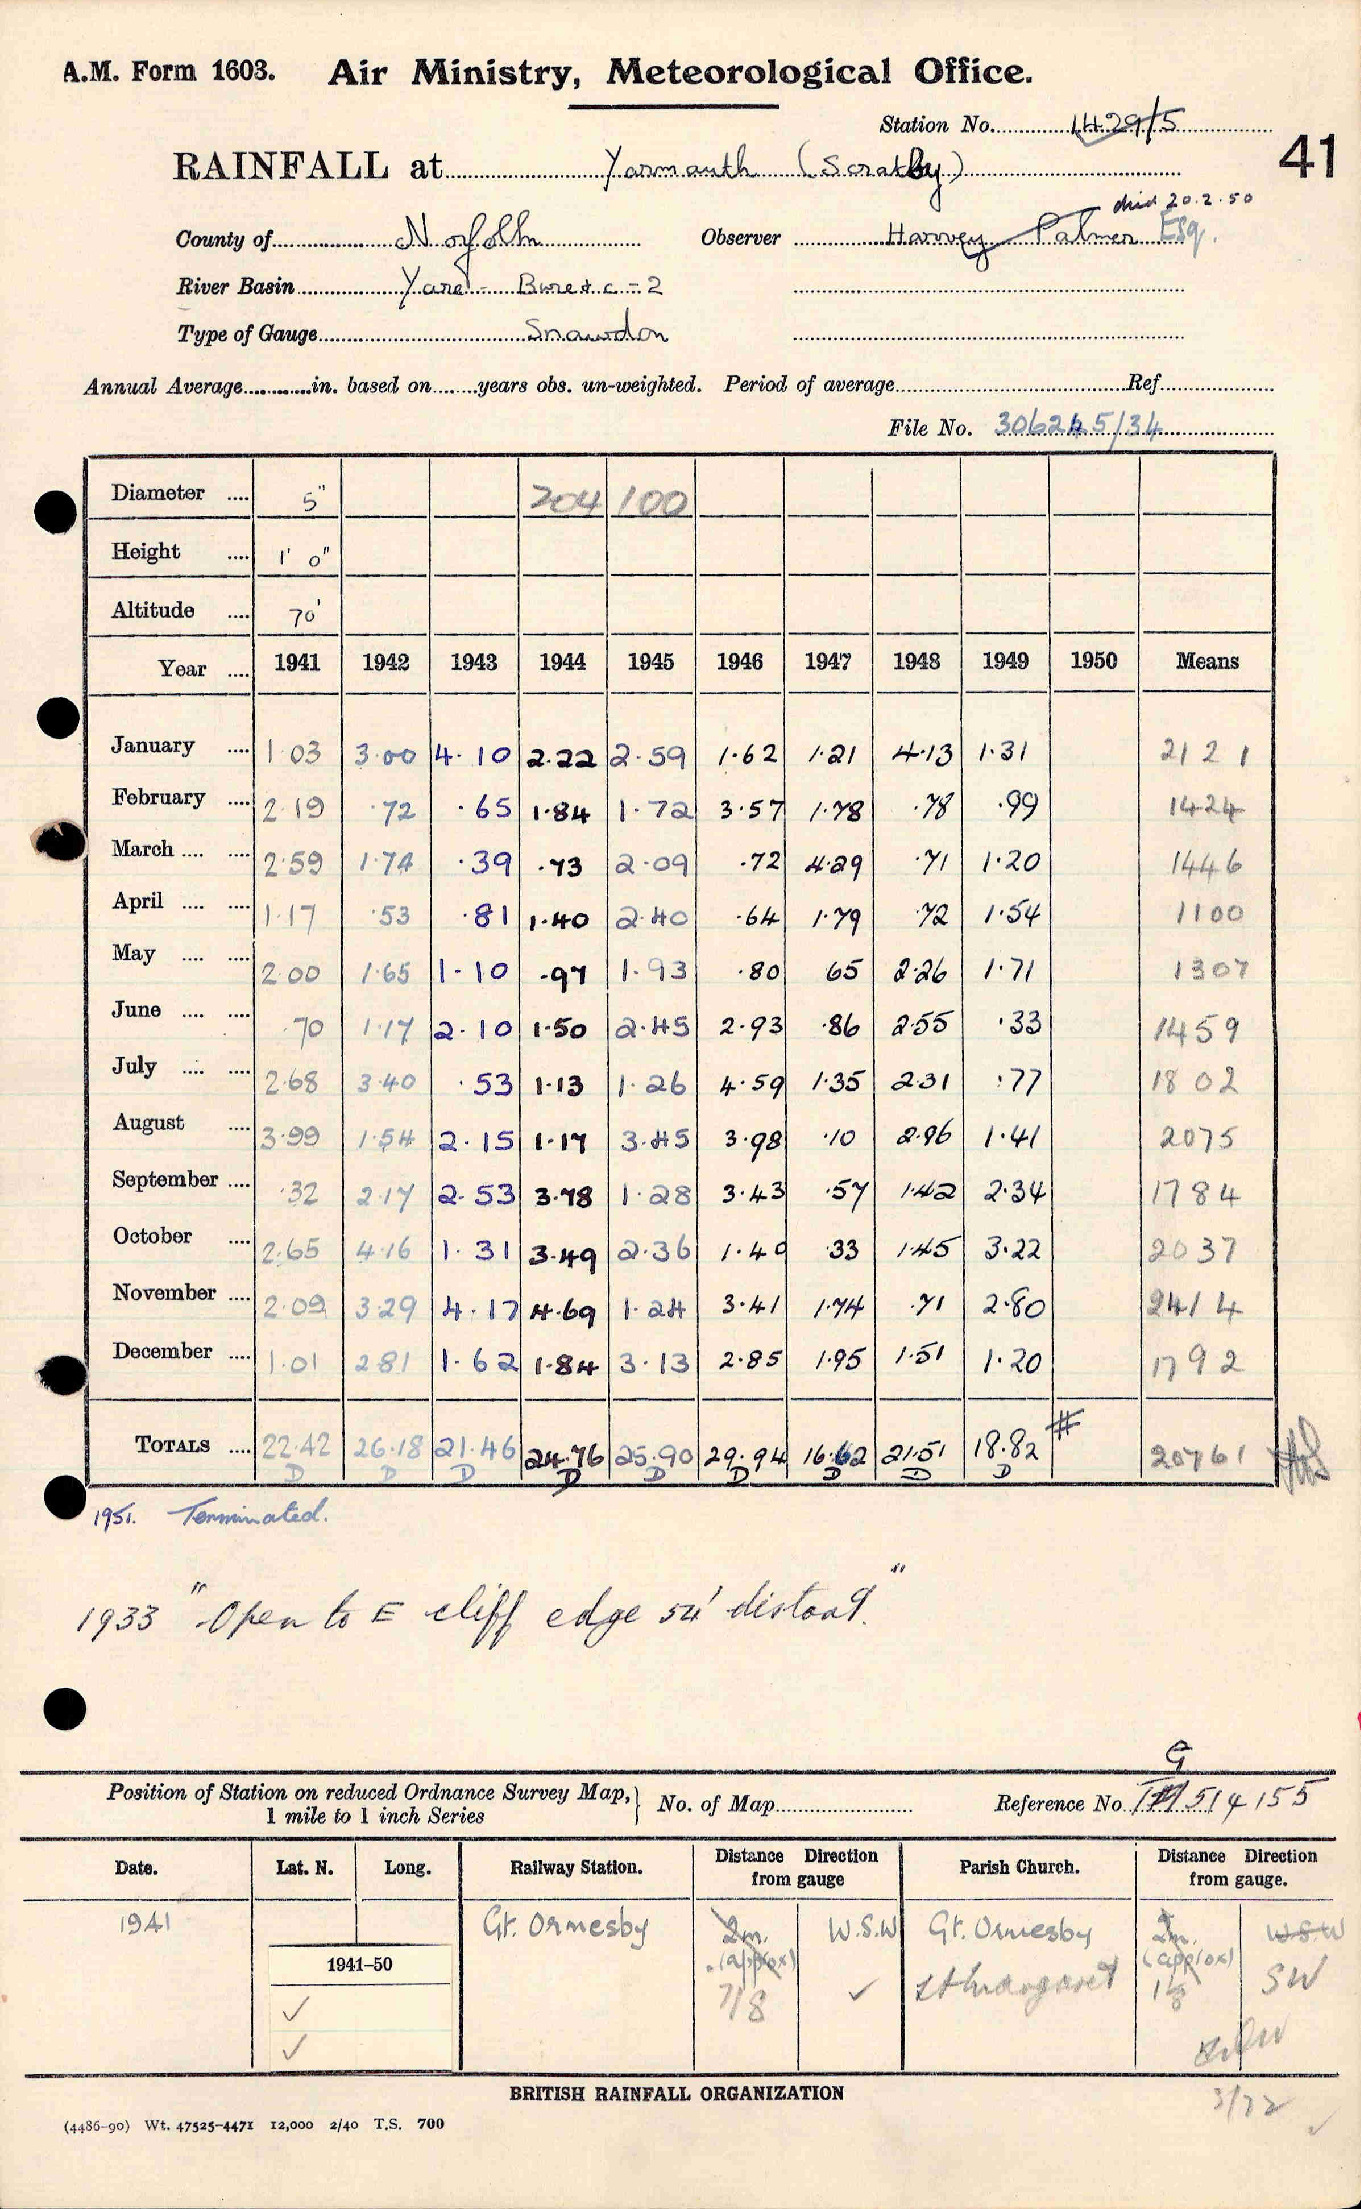 A.M. Form 1603. Air Ministry, Meteorological Office.
Station No. 1429/5
41
RAINFALL at Yarmouth (Scratby)
died 20.2.50
County of Norfolk Observer Harvey Palmer Esq.
River Basin Yare - Bure & c - 2
Type of Gauge Snowdon
Annual Average in. based on years obs. un-weighted. Period of average Ref.
File No. 306245/34
Diameter .... 5" 204 100
Height .... 1' 0"
Altitude .... 70'
Year .... 1941 1942 1943 1944 1945 1946 1947 1948 1949 1950 Means
January .... 1.03 3.00 4.10 2.22 2.59 1.62 1.21 4.13 1.31 2121
February .... 2.19 .72 .65 1.84 1.72 3.57 1.78 .78 .99 1424
March .... .... 2.59 1.74 .39 .73 2.09 .72 4.29 .71 1.20 1446
April .... .... 1.17 .53 .81 1.40 2.40 .64 1.79 .72 1.54 1100
May .... .... 2.00 1.65 1.10 .97 1.93 .80 65 2.26 1.71 1307
June .... .... .70 1.17 2.10 1.50 2.45 2.93 .86 2.55 .33 1459
July .... .... 2.68 3.40 .53 1.13 1.26 4.59 1.35 2.31 .77 1802
August .... 3.99 1.54 2.15 1.17 3.45 3.98 .10 2.96 1.41 2075
September .... .32 2.17 2.53 3.78 1.28 3.43 .57 1.42 2.34 1784
October .... 2.65 4.16 1.31 3.49 2.36 1.40 .33 1.45 3.22 2037
November .... 2.09 3.29 4.17 4.69 1.24 3.41 1.74 .71 2.80 2414
December .... 1.01 2.81 1.62 1.84 3.13 2.85 1.95 1.51 1.20 1792
TOTALS .... 22.42 26.18 21.46 24.76 25.90 29.94 16.62 21.51 18.82 # 20761
D D D D D D D D D
1951. Terminated.
1933 "Open to E cliff edge 54' distant."
G
Position of Station on reduced Ordnance Survey Map, 1 mile to 1 inch Series } No. of Map Reference No. TM 514155
Date. Lat. N. Long. Railway Station. Distance Direction from gauge Parish Church. Distance Direction from gauge.
1941 Gt. Ormesby 2m. (approx) W.S.W Gt. Ormesby 2m. (approx) W.S.W
1941–50
7/8 ✓ St Margaret 1⅛ SW
✓
✓
BRITISH RAINFALL ORGANIZATION
3/72
(4486-90) Wt. 47525-4471 12,000 2/40 T.S. 700